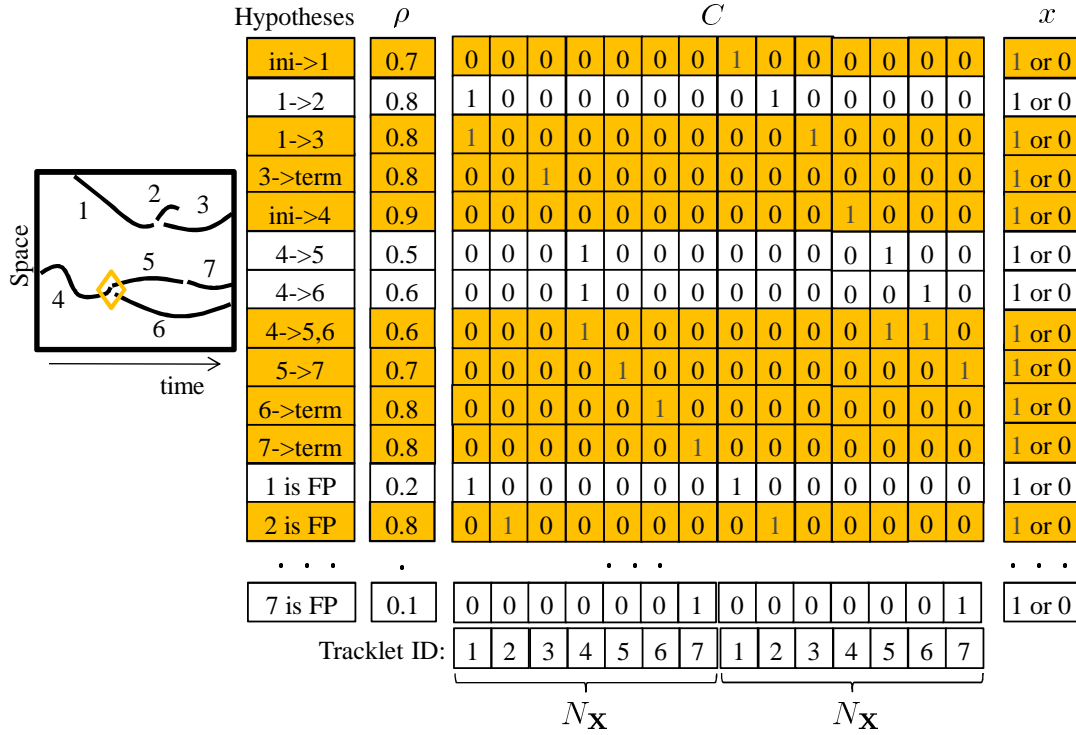 Hypotheses ρ C x
ini->1 0.7 0 0 0 0 0 0 0 1 0 0 0 0 0 0 1 or 0
1->2 0.8 1 0 0 0 0 0 0 0 1 0 0 0 0 0 1 or 0
1->3 0.8 1 0 0 0 0 0 0 0 0 1 0 0 0 0 1 or 0
3->term 0.8 0 0 1 0 0 0 0 0 0 0 0 0 0 0 1 or 0
ini->4 0.9 0 0 0 0 0 0 0 0 0 0 1 0 0 0 1 or 0
4->5 0.5 0 0 0 1 0 0 0 0 0 0 0 1 0 0 1 or 0
4->6 0.6 0 0 0 1 0 0 0 0 0 0 0 0 1 0 1 or 0
4->5,6 0.6 0 0 0 1 0 0 0 0 0 0 0 1 1 0 1 or 0
5->7 0.7 0 0 0 0 1 0 0 0 0 0 0 0 0 1 1 or 0
6->term 0.8 0 0 0 0 0 1 0 0 0 0 0 0 0 0 1 or 0
7->term 0.8 0 0 0 0 0 0 1 0 0 0 0 0 0 0 1 or 0
1 is FP 0.2 1 0 0 0 0 0 0 1 0 0 0 0 0 0 1 or 0
2 is FP 0.8 0 1 0 0 0 0 0 0 1 0 0 0 0 0 1 or 0
. . . . . . . . . . . .
7 is FP 0.1 0 0 0 0 0 0 1 0 0 0 0 0 0 1 1 or 0
Tracklet ID: 1 2 3 4 5 6 7 1 2 3 4 5 6 7
N_X N_X
Space
1 2 3
4 5 7
6
time